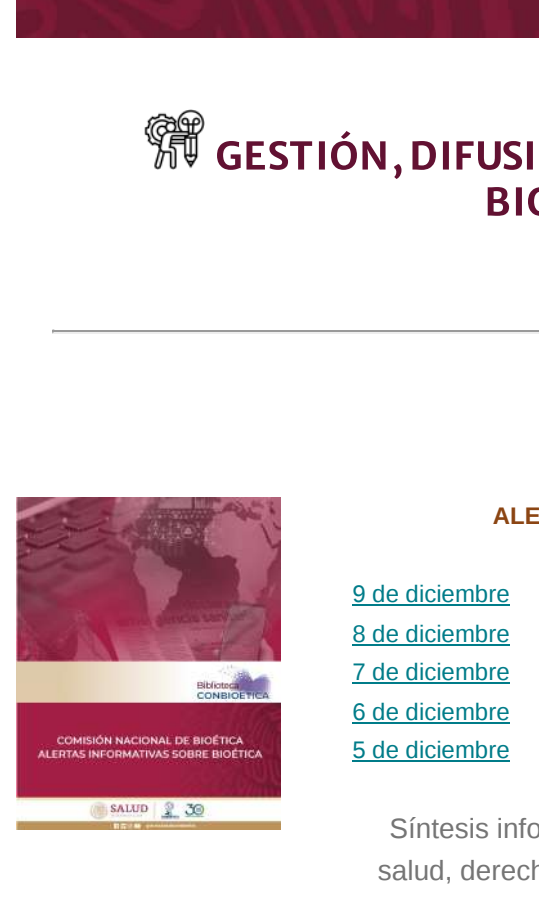 GESTIÓN, DIFUSI
BIO
ALE
9 de diciembre
8 de diciembre
7 de diciembre
6 de diciembre
5 de diciembre
Biblioteca
CONBIOÉTICA
COMISIÓN NACIONAL DE BIOÉTICA
ALERTAS INFORMATIVAS SOBRE BIOÉTICA
SALUD
30
Síntesis info
salud, derech